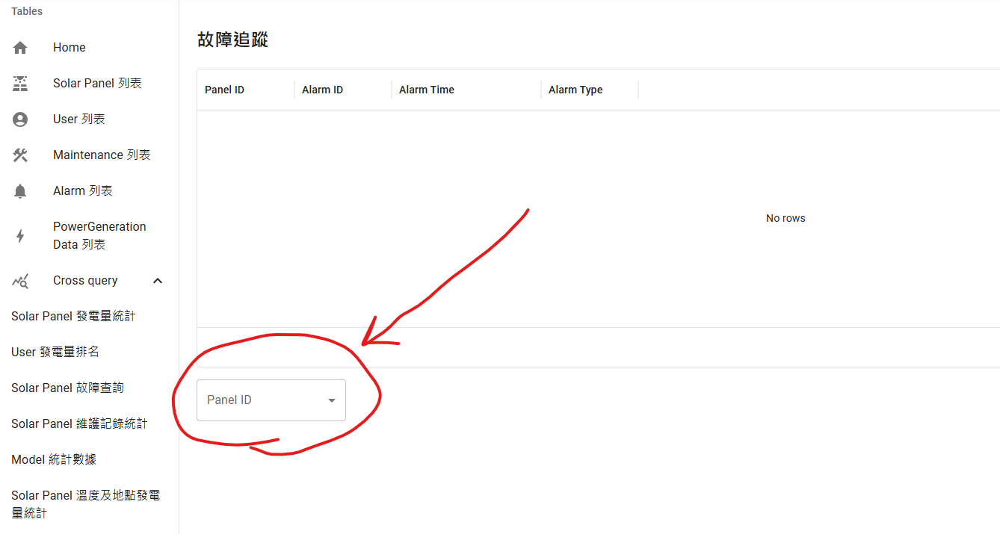 Tables
Home
Solar Panel 列表
User 列表
Maintenance 列表
Alarm 列表
PowerGeneration
Data 列表
Cross query
Solar Panel 發電量統計
User 發電量排名
Solar Panel 故障查詢
Solar Panel 維護記錄統計
Model 統計數據
Solar Panel 溫度及地點發電
量統計
故障追蹤
Panel ID
Alarm ID
Alarm Time
Alarm Type
No rows
Panel ID